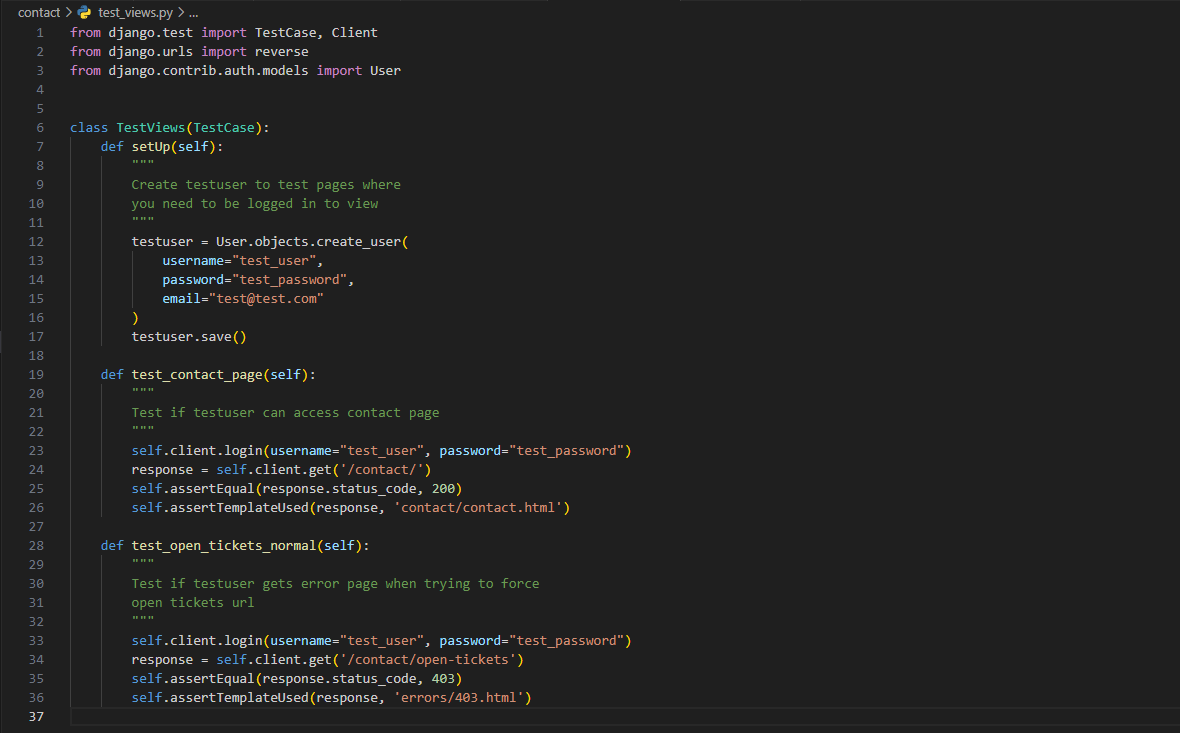 contact > test_views.py > ...
1 from django.test import TestCase, Client
2 from django.urls import reverse
3 from django.contrib.auth.models import User
4
5
6 class TestViews(TestCase):
7     def setUp(self):
8         """
9         Create testuser to test pages where
10         you need to be logged in to view
11         """
12         testuser = User.objects.create_user(
13             username="test_user",
14             password="test_password",
15             email="test@test.com"
16         )
17         testuser.save()
18
19     def test_contact_page(self):
20         """
21         Test if testuser can access contact page
22         """
23         self.client.login(username="test_user", password="test_password")
24         response = self.client.get('/contact/')
25         self.assertEqual(response.status_code, 200)
26         self.assertTemplateUsed(response, 'contact/contact.html')
27
28     def test_open_tickets_normal(self):
29         """
30         Test if testuser gets error page when trying to force
31         open tickets url
32         """
33         self.client.login(username="test_user", password="test_password")
34         response = self.client.get('/contact/open-tickets')
35         self.assertEqual(response.status_code, 403)
36         self.assertTemplateUsed(response, 'errors/403.html')
37